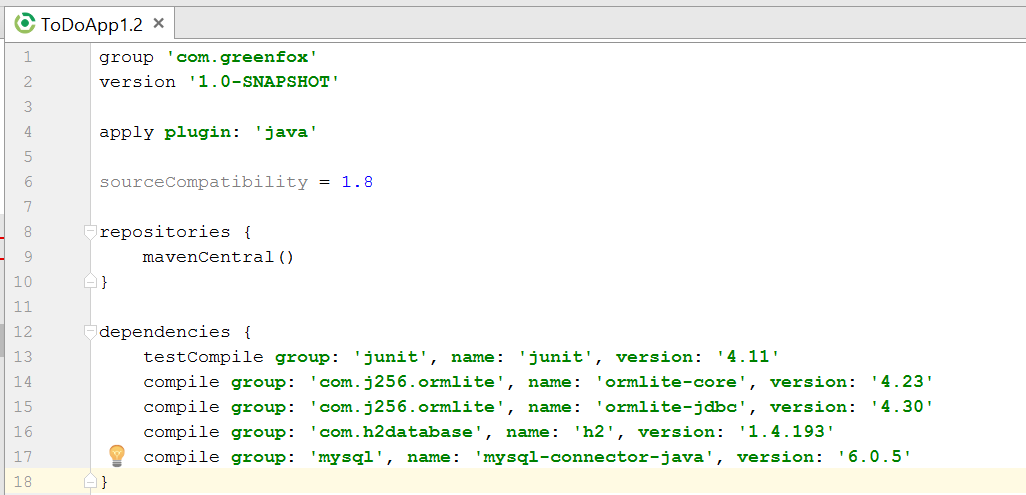 ToDoApp1.2
1 group 'com.greenfox'
2 version '1.0-SNAPSHOT'
3
4 apply plugin: 'java'
5
6 sourceCompatibility = 1.8
7
8 repositories {
9     mavenCentral()
10 }
11
12 dependencies {
13     testCompile group: 'junit', name: 'junit', version: '4.11'
14     compile group: 'com.j256.ormlite', name: 'ormlite-core', version: '4.23'
15     compile group: 'com.j256.ormlite', name: 'ormlite-jdbc', version: '4.30'
16     compile group: 'com.h2database', name: 'h2', version: '1.4.193'
17     compile group: 'mysql', name: 'mysql-connector-java', version: '6.0.5'
18 }